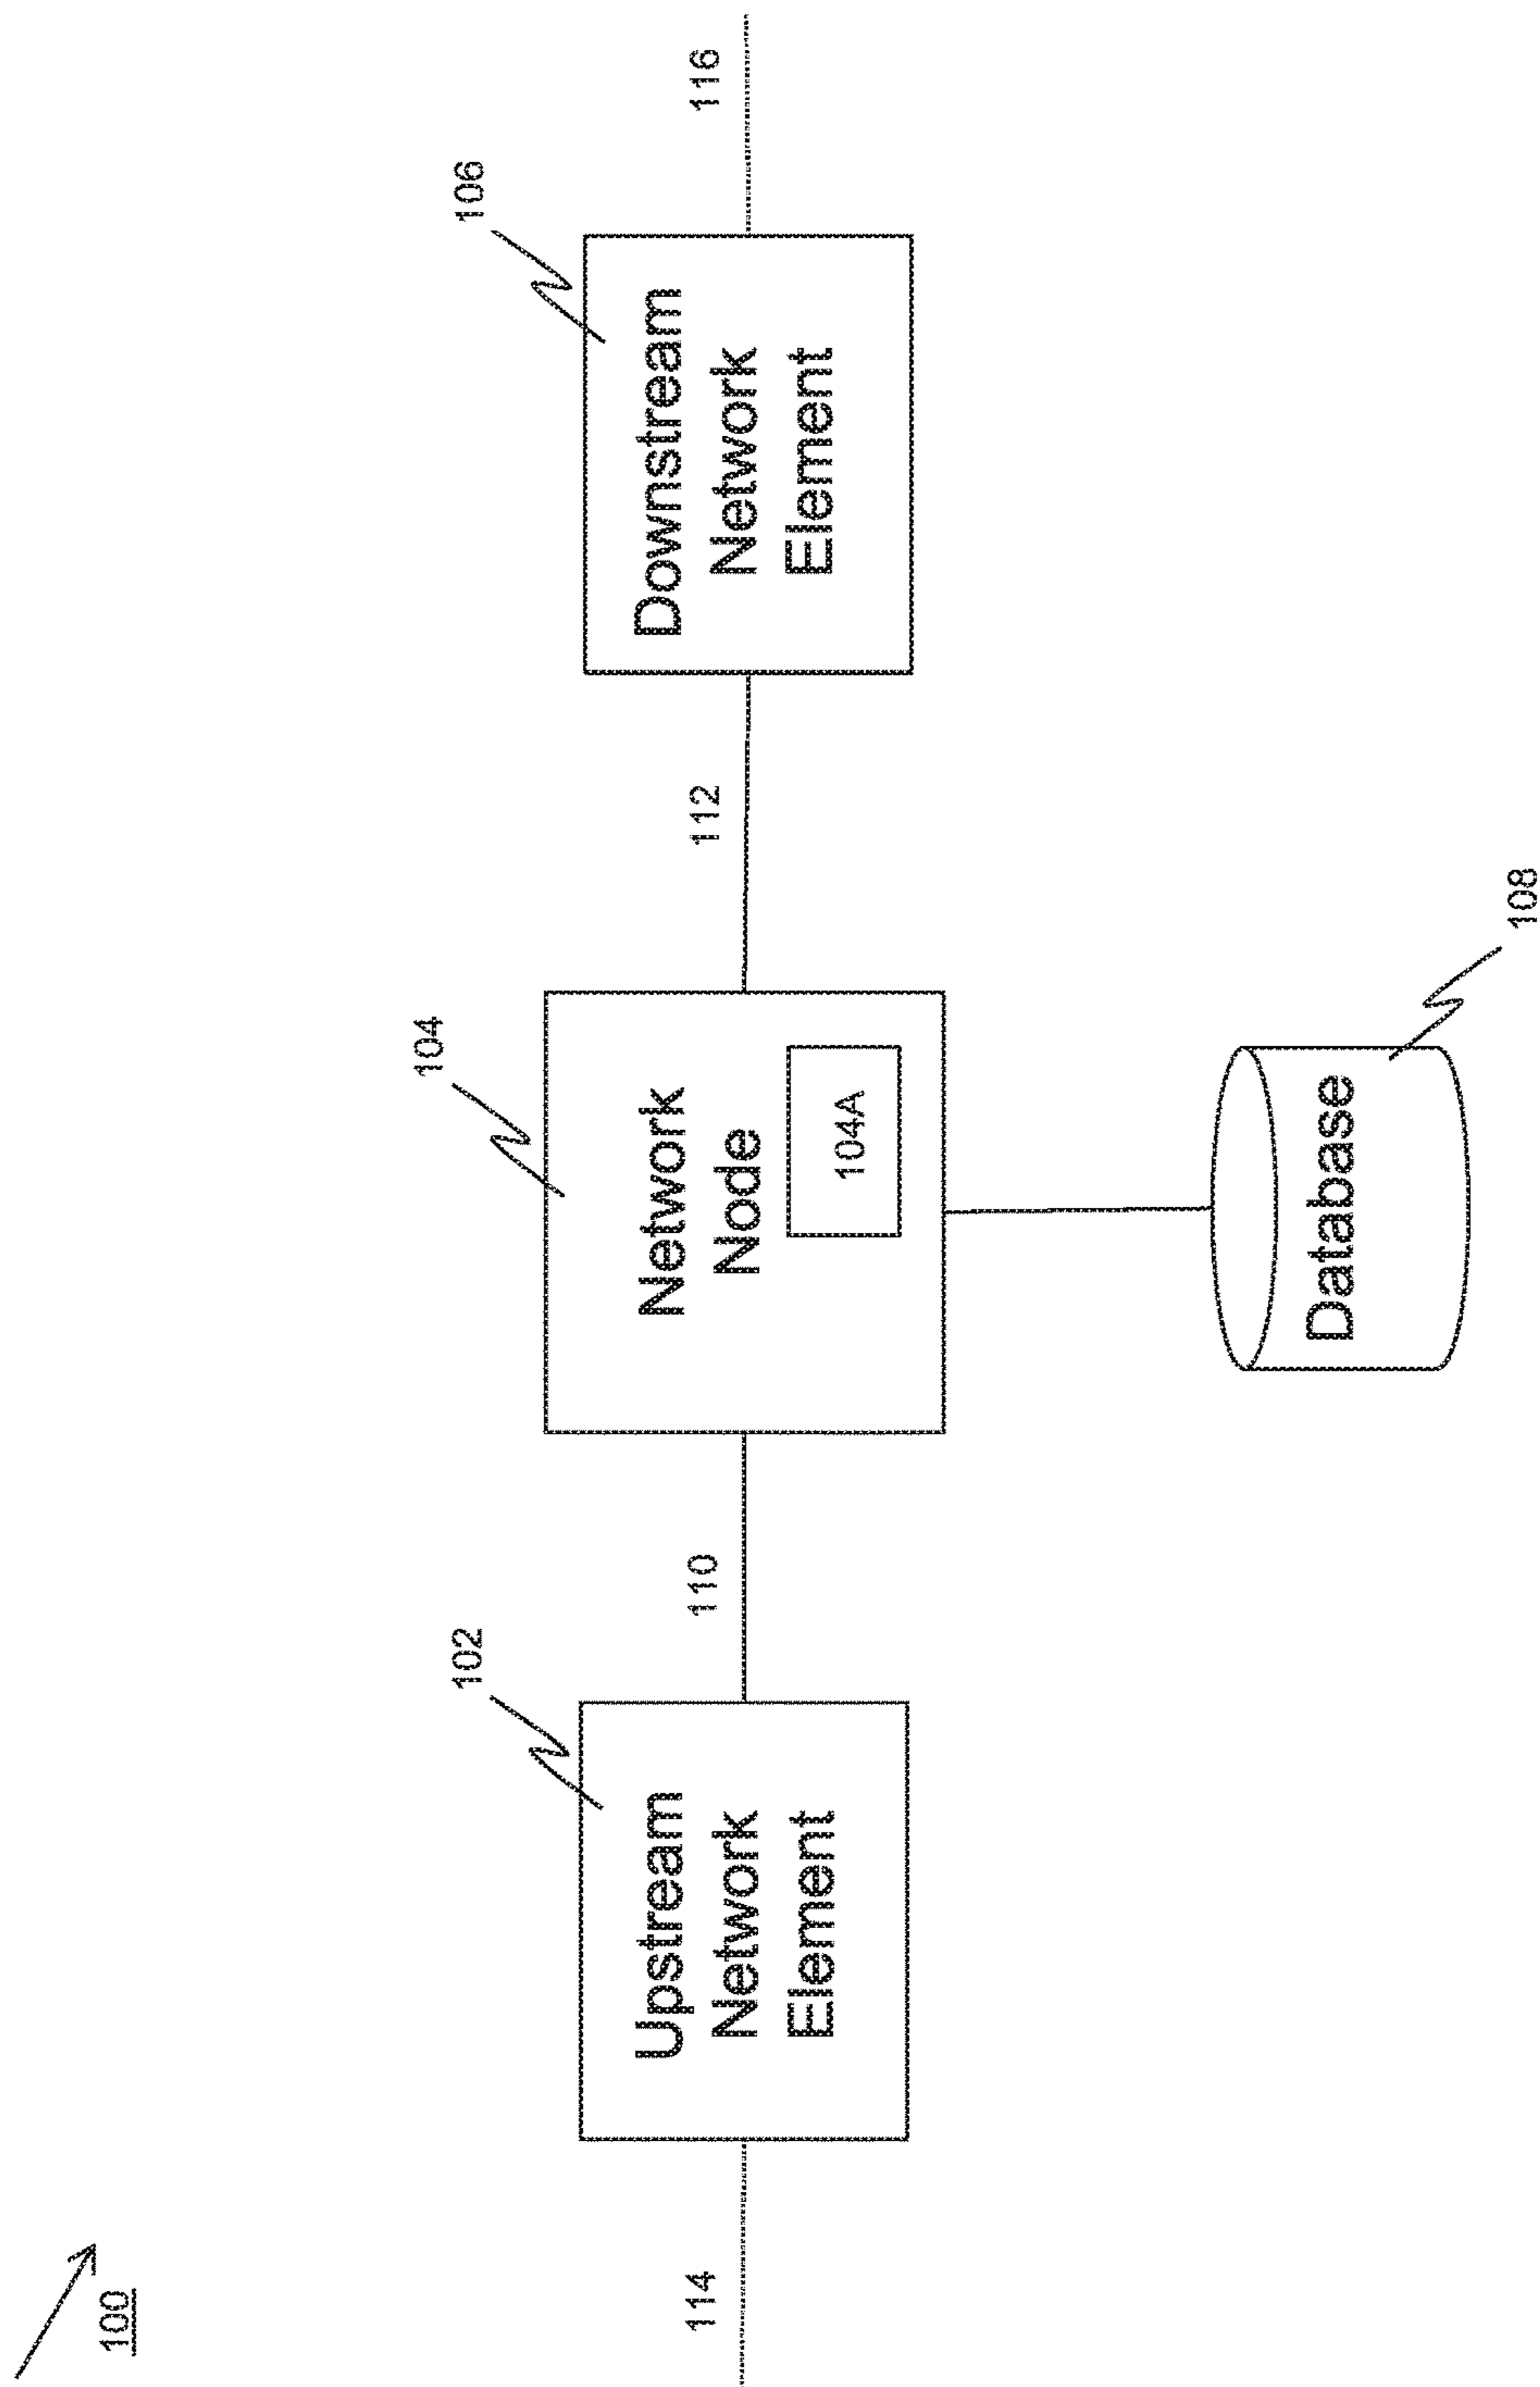 100
114
102
Upstream
Network
Element
110
104
Network
Node
104A
112
106
Downstream
Network
Element
116
Database
108